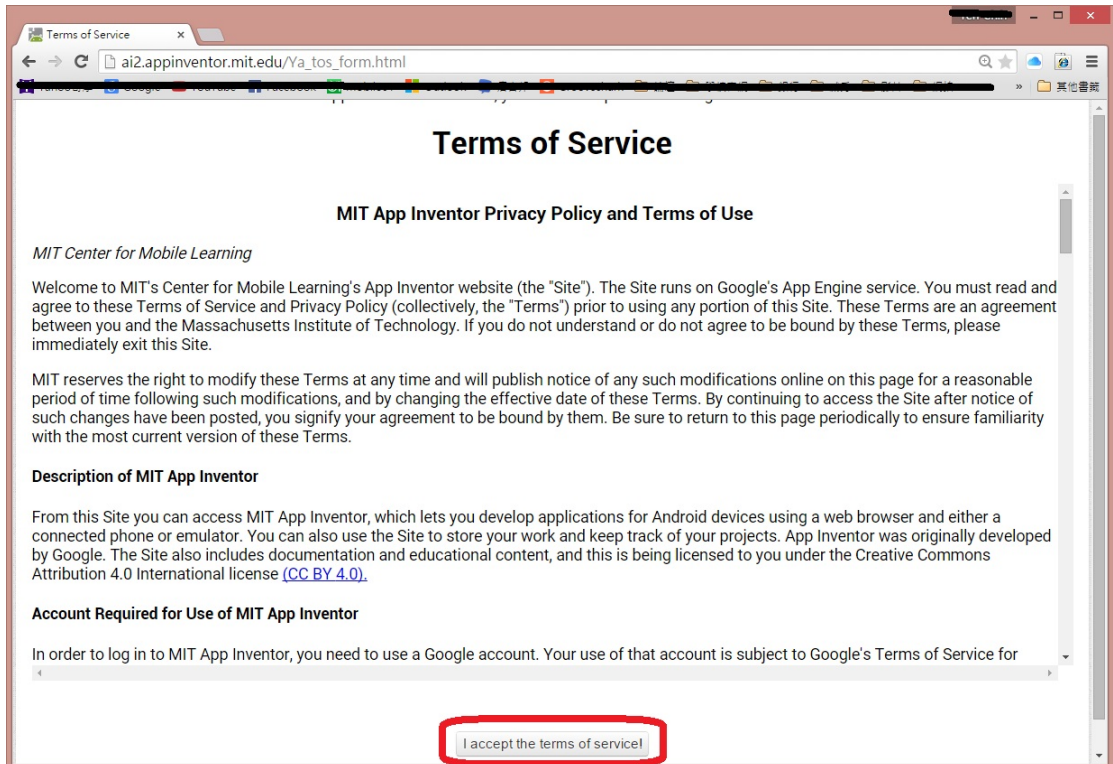 Terms of Service
ai2.appinventor.mit.edu/Ya_tos_form.html
» 其他書籤
Terms of Service
MIT App Inventor Privacy Policy and Terms of Use
MIT Center for Mobile Learning
Welcome to MIT's Center for Mobile Learning's App Inventor website (the "Site"). The Site runs on Google's App Engine service. You must read and
agree to these Terms of Service and Privacy Policy (collectively, the "Terms") prior to using any portion of this Site. These Terms are an agreement
between you and the Massachusetts Institute of Technology. If you do not understand or do not agree to be bound by these Terms, please
immediately exit this Site.
MIT reserves the right to modify these Terms at any time and will publish notice of any such modifications online on this page for a reasonable
period of time following such modifications, and by changing the effective date of these Terms. By continuing to access the Site after notice of
such changes have been posted, you signify your agreement to be bound by them. Be sure to return to this page periodically to ensure familiarity
with the most current version of these Terms.
Description of MIT App Inventor
From this Site you can access MIT App Inventor, which lets you develop applications for Android devices using a web browser and either a
connected phone or emulator. You can also use the Site to store your work and keep track of your projects. App Inventor was originally developed
by Google. The Site also includes documentation and educational content, and this is being licensed to you under the Creative Commons
Attribution 4.0 International license (CC BY 4.0).
Account Required for Use of MIT App Inventor
In order to log in to MIT App Inventor, you need to use a Google account. Your use of that account is subject to Google's Terms of Service for
I accept the terms of service!